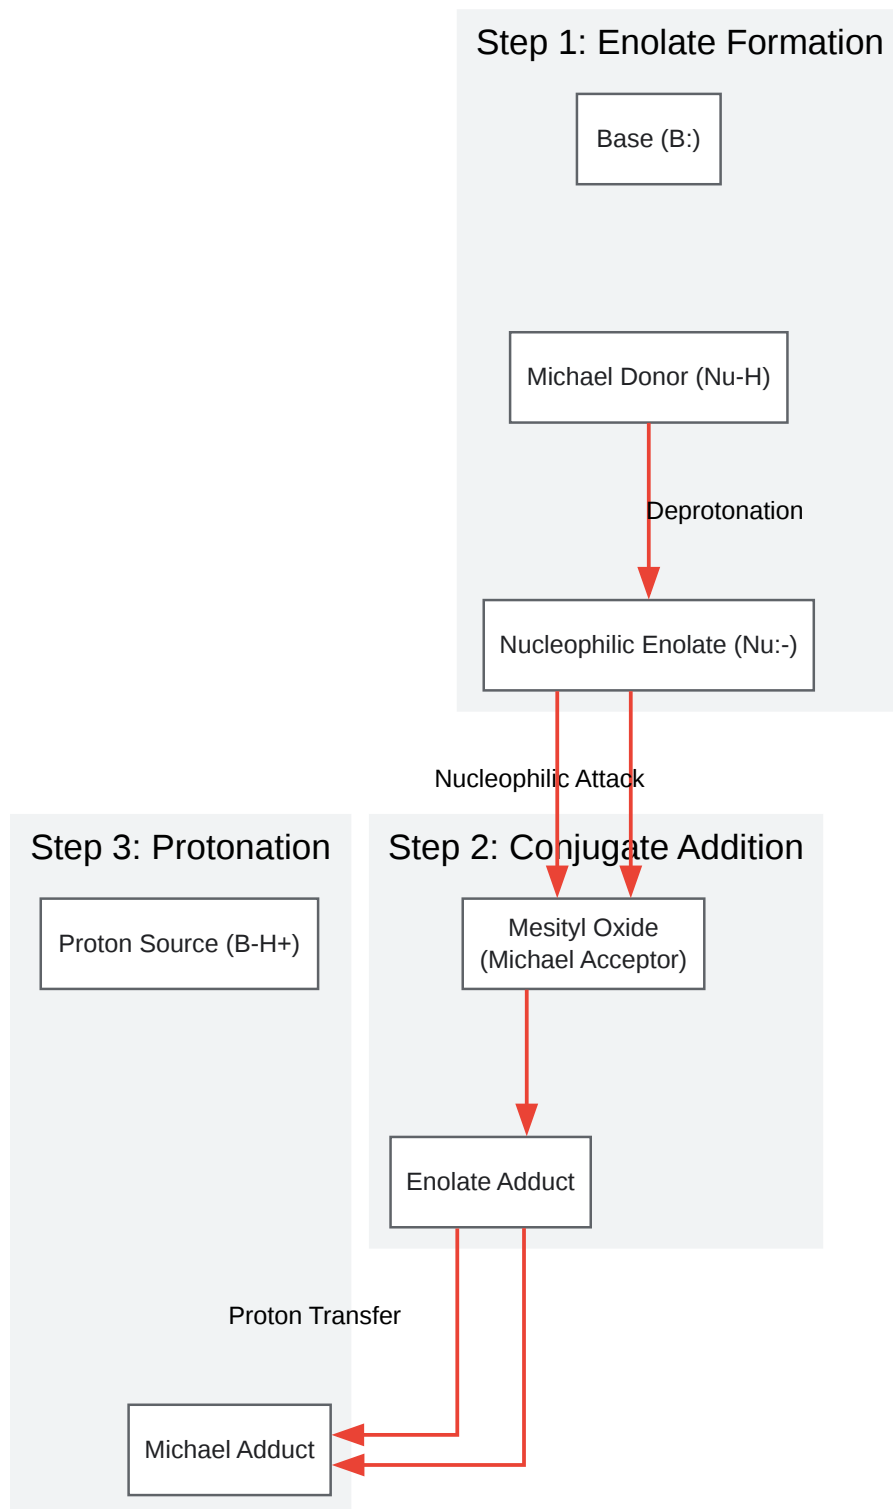 Step 1: Enolate Formation
Base (B:)
Michael Donor (Nu-H)
Deprotonation
Nucleophilic Enolate (Nu:-)
Nucleophilic Attack
Step 3: Protonation
Proton Source (B-H+)
Step 2: Conjugate Addition
Mesityl Oxide
(Michael Acceptor)
Enolate Adduct
Proton Transfer
Michael Adduct